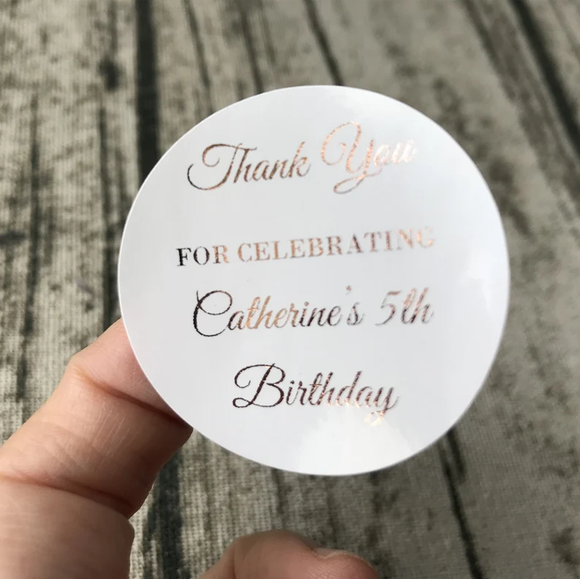 Thank You
FOR CELEBRATING
Catherine's 5th
Birthday